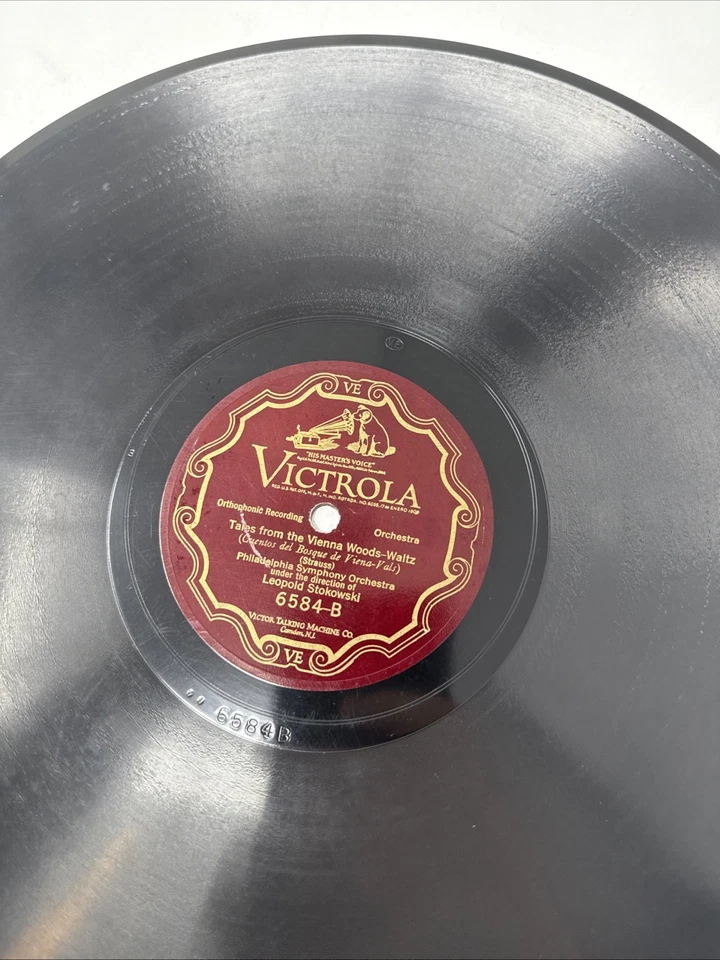 VE
VE
"HIS MASTER'S VOICE"
VICTROLA
Orthophonic Recording
Orchestra
Tales from the Vienna Woods–Waltz
(Cuentos del Bosque de Viena-Vals)
(Strauss)
Philadelphia Symphony Orchestra
under the direction of
Leopold Stokowski
6584-B
VICTOR TALKING MACHINE CO.
Camden, N.J.
VE
6584B